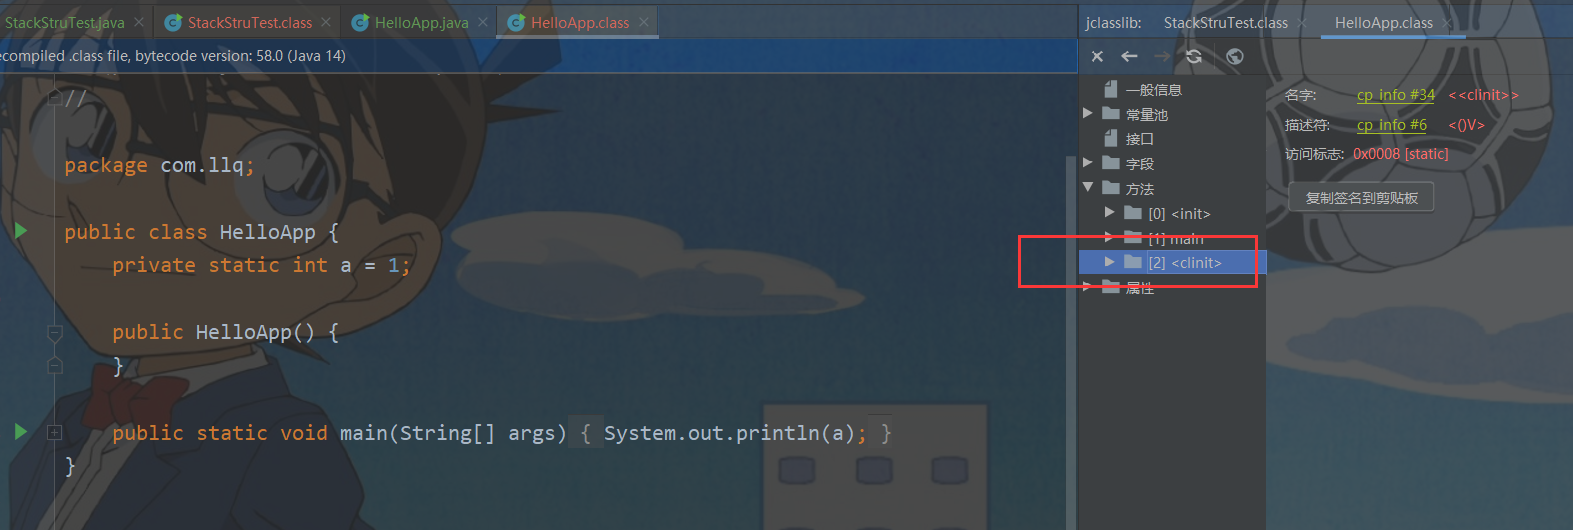 StackStruTest.java
StackStruTest.class
HelloApp.java
HelloApp.class
ecompiled .class file, bytecode version: 58.0 (Java 14)
//
package com.llq;
public class HelloApp {
private static int a = 1;
public HelloApp() {
}
public static void main(String[] args) { System.out.println(a); }
}
jclasslib:
StackStruTest.class
HelloApp.class
一般信息
常量池
接口
字段
方法
[0] <init>
[1] main
[2] <clinit>
属性
名字: cp_info #34 <<clinit>>
描述符: cp_info #6 <()V>
访问标志: 0x0008 [static]
复制签名到剪贴板